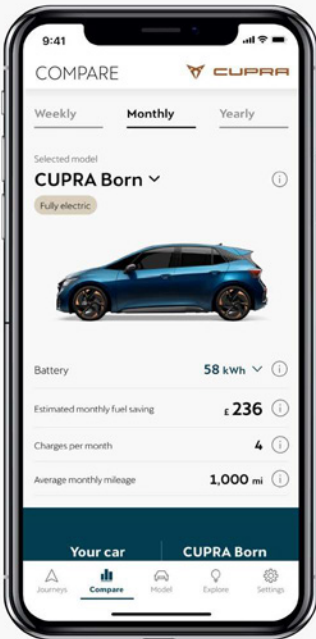 9:41
COMPARE CUPRA
Weekly Monthly Yearly
Selected model
CUPRA Born
Fully electric
Battery 58 kWh
Estimated monthly fuel saving £ 236
Charges per month 4
Average monthly mileage 1,000 mi
Your car CUPRA Born
Journeys Compare Model Explore Settings